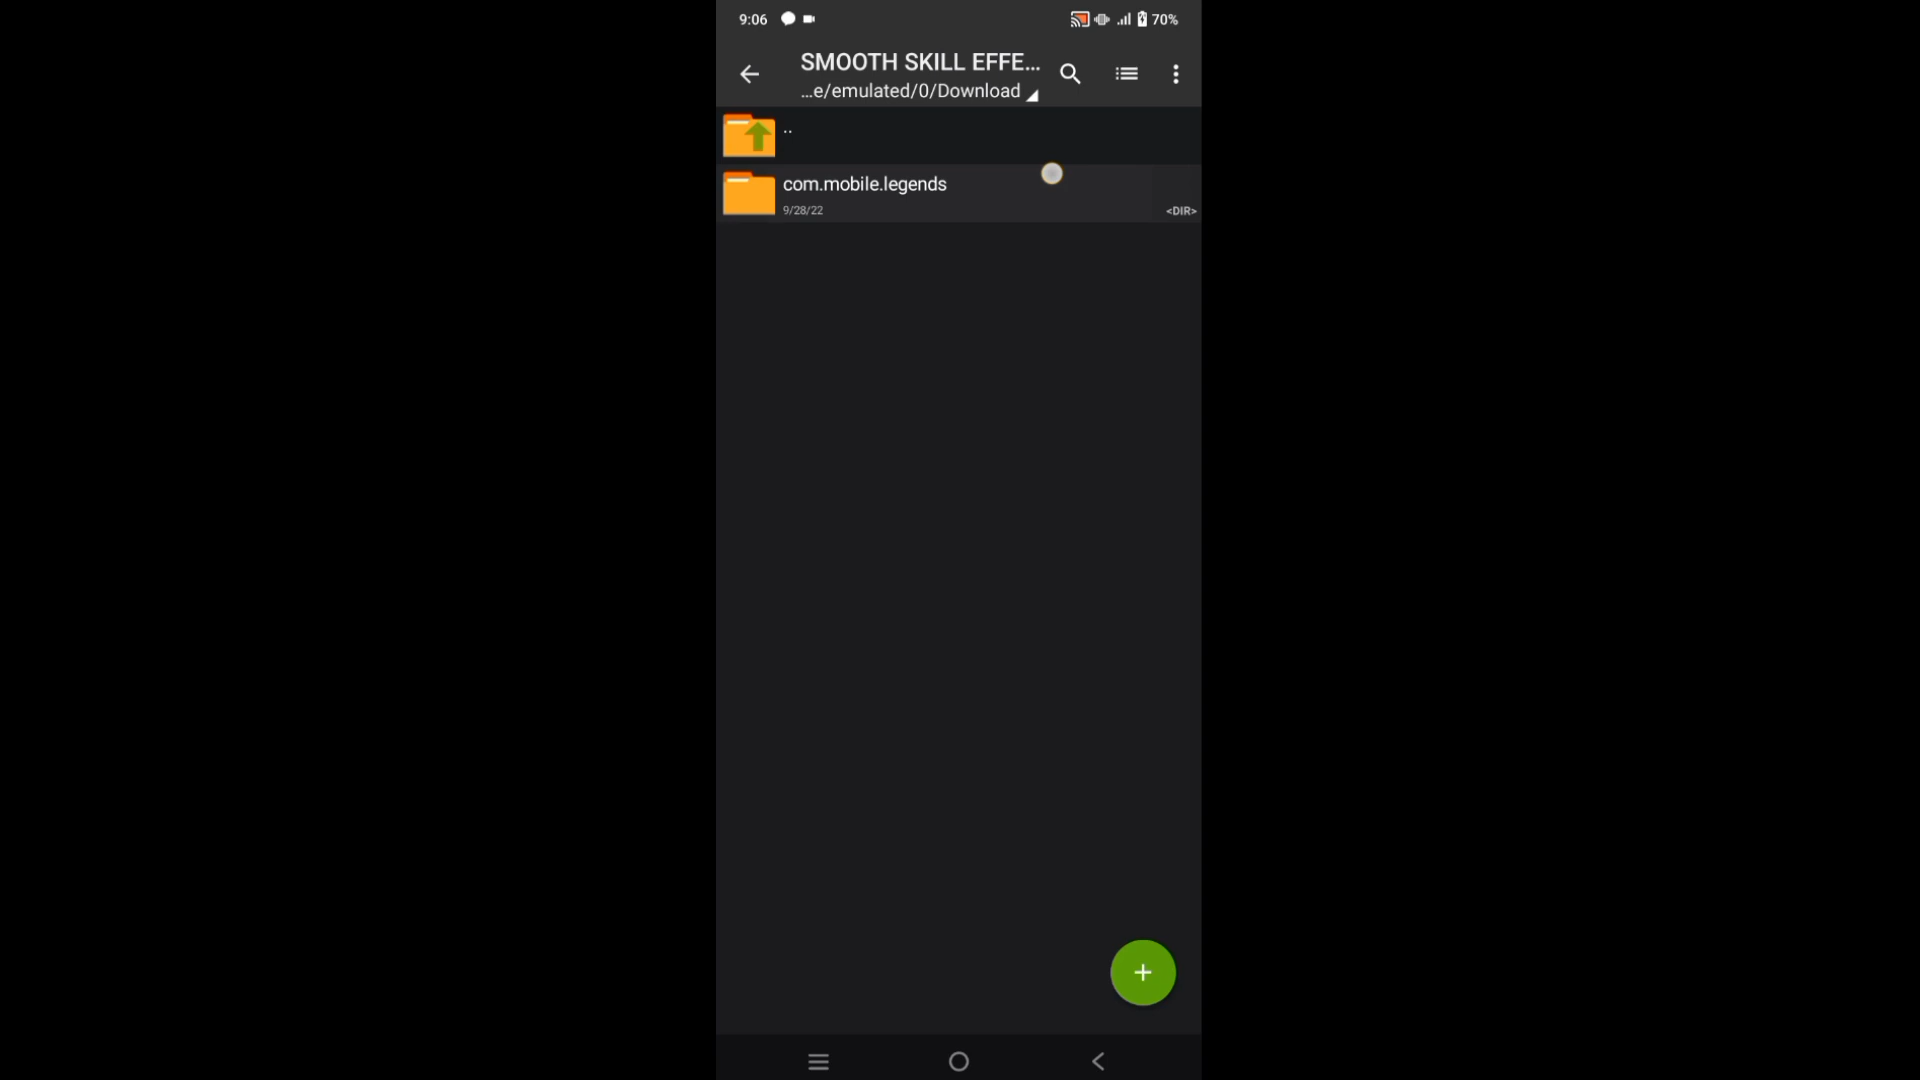 9:06
70%
SMOOTH SKILL EFFE...
...e/emulated/0/Download
..
com.mobile.legends
9/28/22
<DIR>